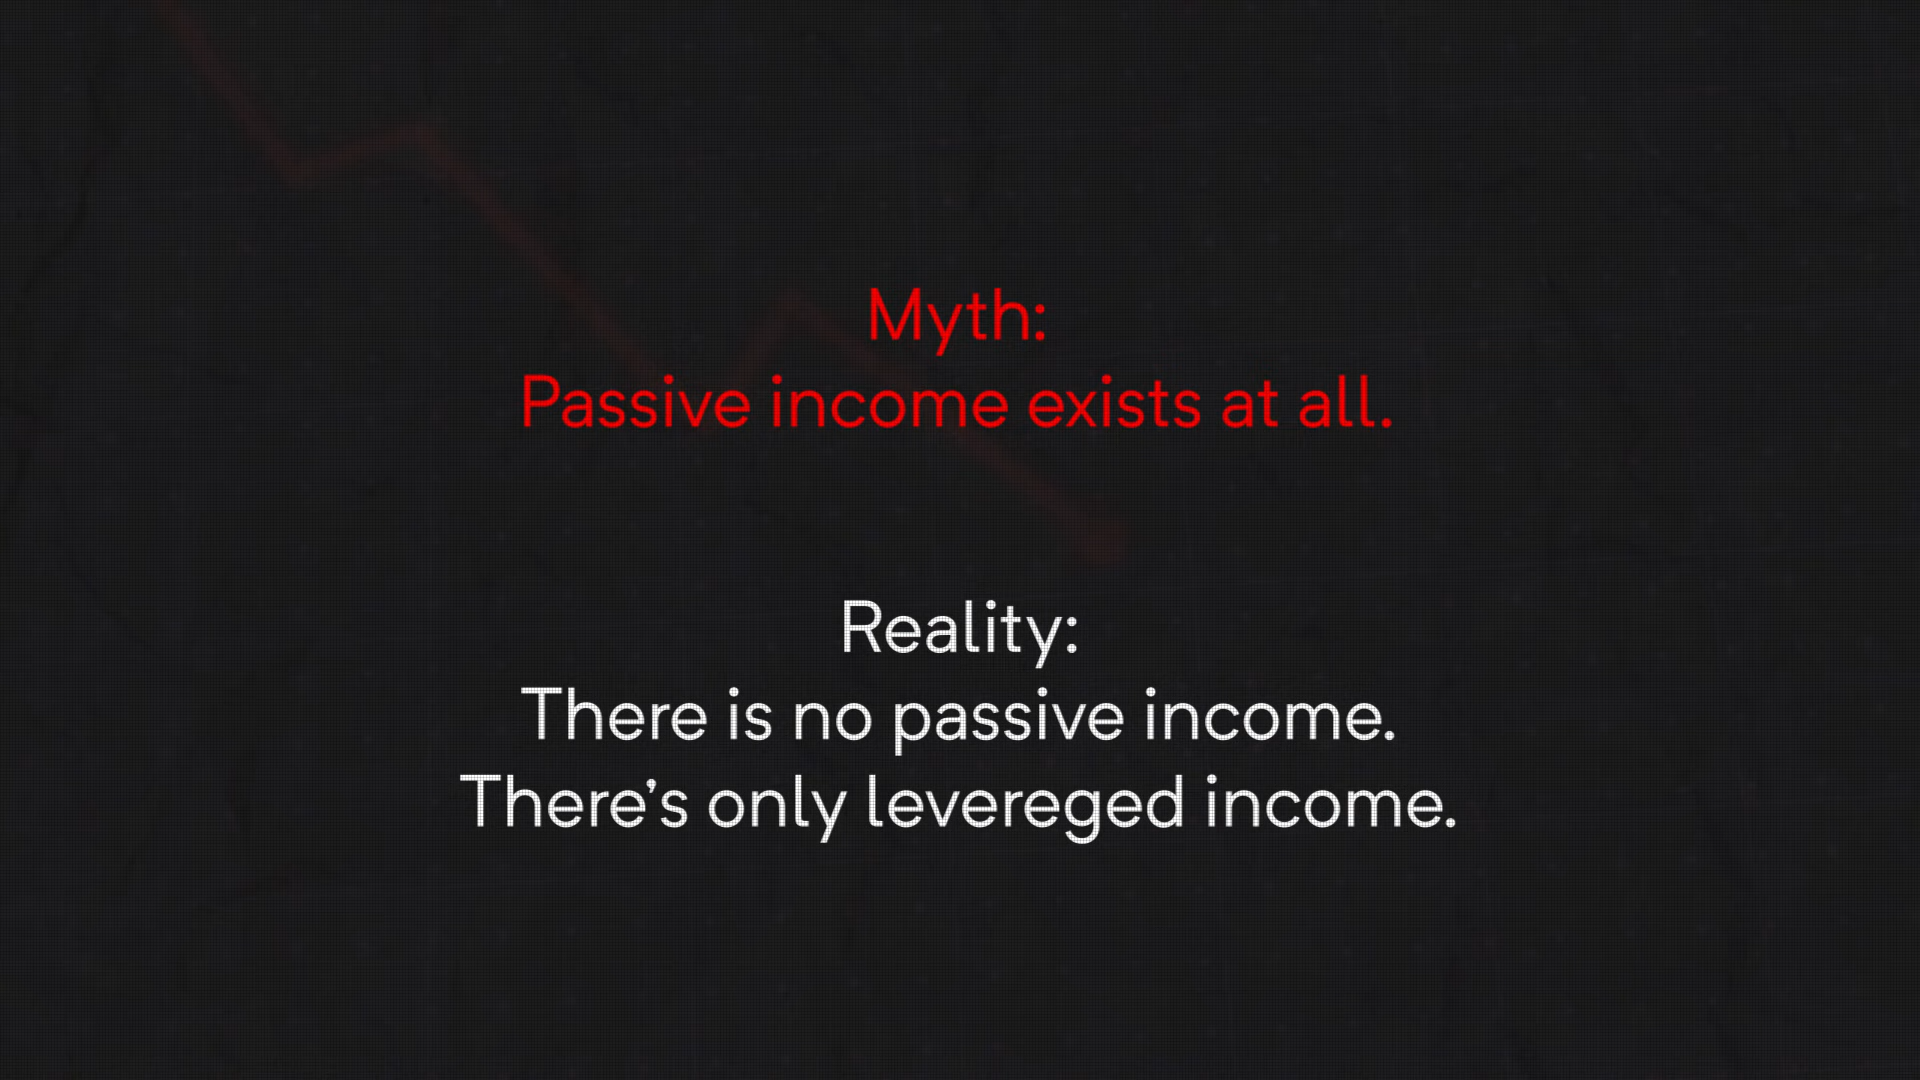 Myth:
Passive income exists at all.
Reality:
There is no passive income.
There’s only levereged income.